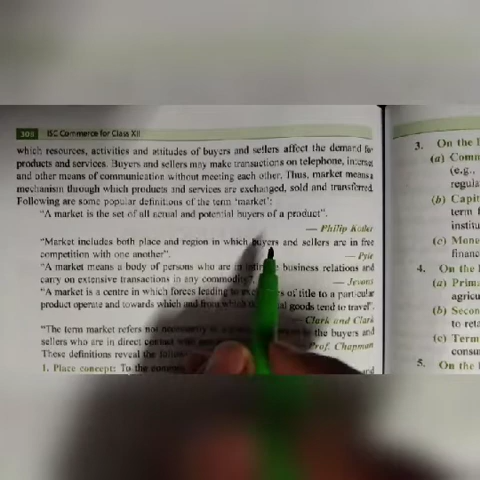 308 ISC Commerce for Class XII
which resources, activities and attitudes of buyers and sellers affect the demand for
products and services. Buyers and sellers may make transactions on telephone, internet
and other means of communication without meeting each other. Thus, market means a
mechanism through which products and services are exchanged, sold and transferred.
Following are some popular definitions of the term 'market':
"A market is the set of all actual and potential buyers of a product".
— Philip Kotler
"Market includes both place and region in which buyers and sellers are in free
competition with one another".
— Pyle
"A market means a body of persons who are in business relations and
carry on extensive transactions in any commodity".
— Jevons
"A market is a centre in which forces leading to of title to a particular
product operate and towards which and from which goods tend to travel".
— Clark and Clark
"The term market refers not the buyers and
sellers who are in direct
Prof. Chapman
These definitions reveal the
1. Place concept: To the and
3. On the
(a)
(e.g.,
regula
(b) Capit
term
institu
(c) Mone
finan
4. On the
(a) Prim
agricu
(b) Secon
to reta
(c) Term
consu
5. On the